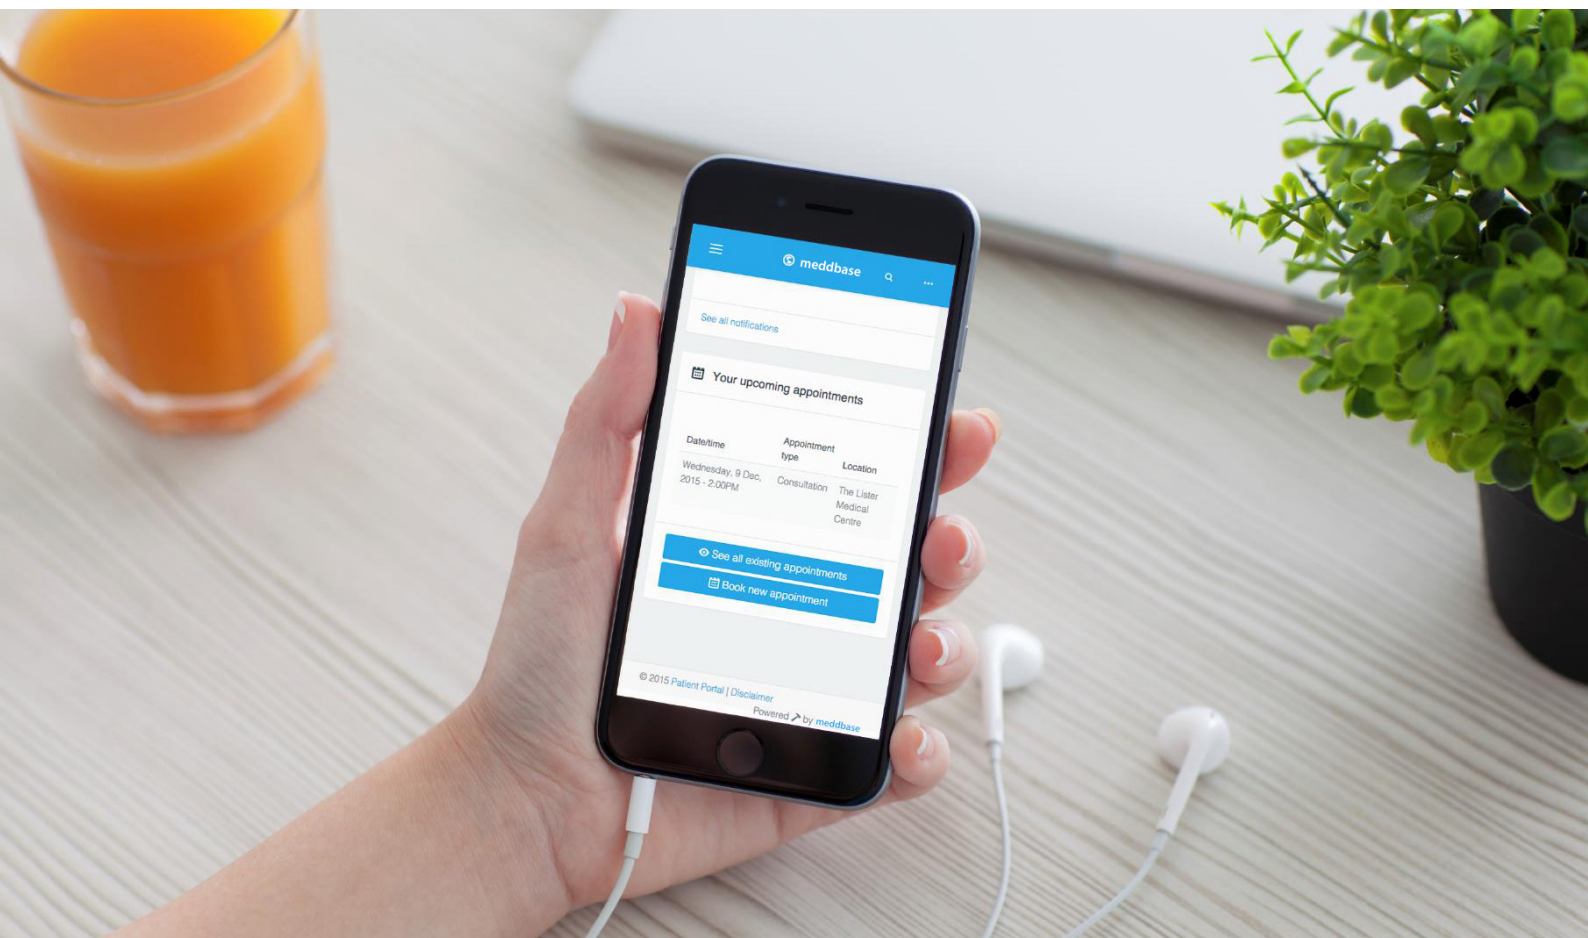 meddbase
See all notifications
Your upcoming appointments
Date/time
Appointment
type
Location
Wednesday, 9 Dec,
2015 - 2:00PM
Consultation
The Lister
Medical
Centre
See all existing appointments
Book new appointment
© 2015 Patient Portal | Disclaimer
Powered by meddbase